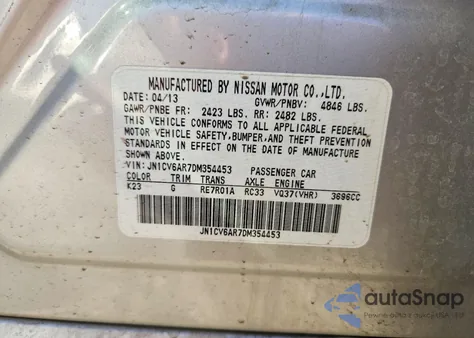 MANUFACTURED BY NISSAN MOTOR CO.,LTD.
DATE: 04/13 GVWR/PNBV: 4846 LBS.
GAWR/PNBE FR: 2423 LBS. RR: 2482 LBS.
THIS VEHICLE CONFORMS TO ALL APPLICABLE FEDERAL
MOTOR VEHICLE SAFETY, BUMPER, AND THEFT PREVENTION
STANDARDS IN EFFECT ON THE DATE OF MANUFACTURE
SHOWN ABOVE.
VIN: JN1CV6AR7DM354453 PASSENGER CAR
COLOR TRIM TRANS AXLE ENGINE
K23 G RE7R01A RC33 VQ37(VHR) 3696CC
JN1CV6AR7DM354453
autoSnap